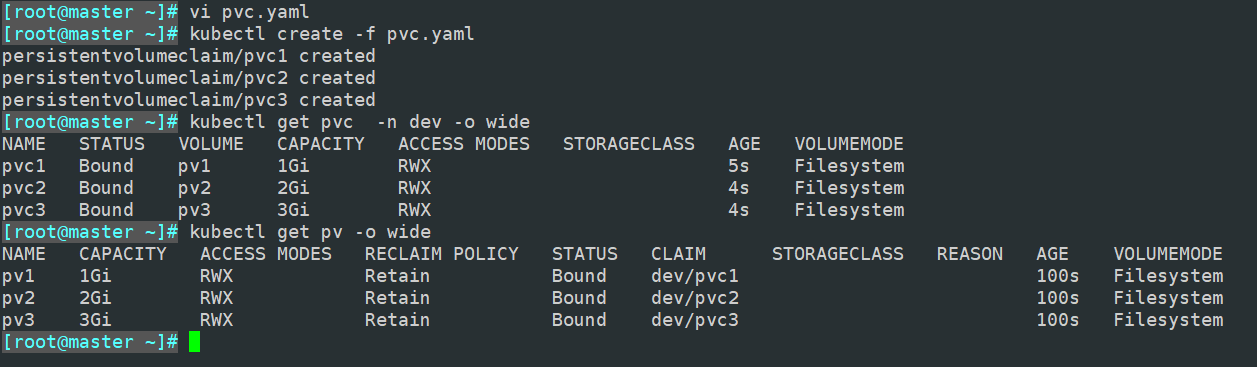 [root@master ~]# vi pvc.yaml
[root@master ~]# kubectl create -f pvc.yaml
persistentvolumeclaim/pvc1 created
persistentvolumeclaim/pvc2 created
persistentvolumeclaim/pvc3 created
[root@master ~]# kubectl get pvc  -n dev -o wide
NAME   STATUS   VOLUME   CAPACITY   ACCESS MODES   STORAGECLASS   AGE   VOLUMEMODE
pvc1   Bound    pv1      1Gi        RWX                           5s    Filesystem
pvc2   Bound    pv2      2Gi        RWX                           4s    Filesystem
pvc3   Bound    pv3      3Gi        RWX                           4s    Filesystem
[root@master ~]# kubectl get pv -o wide
NAME   CAPACITY   ACCESS MODES   RECLAIM POLICY   STATUS   CLAIM      STORAGECLASS   REASON   AGE    VOLUMEMODE
pv1    1Gi        RWX            Retain           Bound    dev/pvc1                           100s   Filesystem
pv2    2Gi        RWX            Retain           Bound    dev/pvc2                           100s   Filesystem
pv3    3Gi        RWX            Retain           Bound    dev/pvc3                           100s   Filesystem
[root@master ~]#